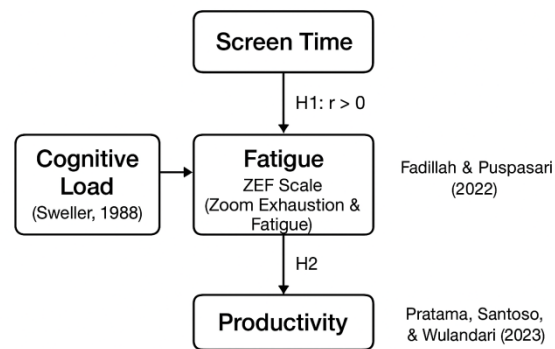 Screen Time
H1: r > 0
Cognitive
Load
(Sweller, 1988)
Fatigue
ZEF Scale
(Zoom Exhaustion &
Fatigue)
Fadillah & Puspasari
(2022)
H2
Productivity
Pratama, Santoso,
& Wulandari (2023)